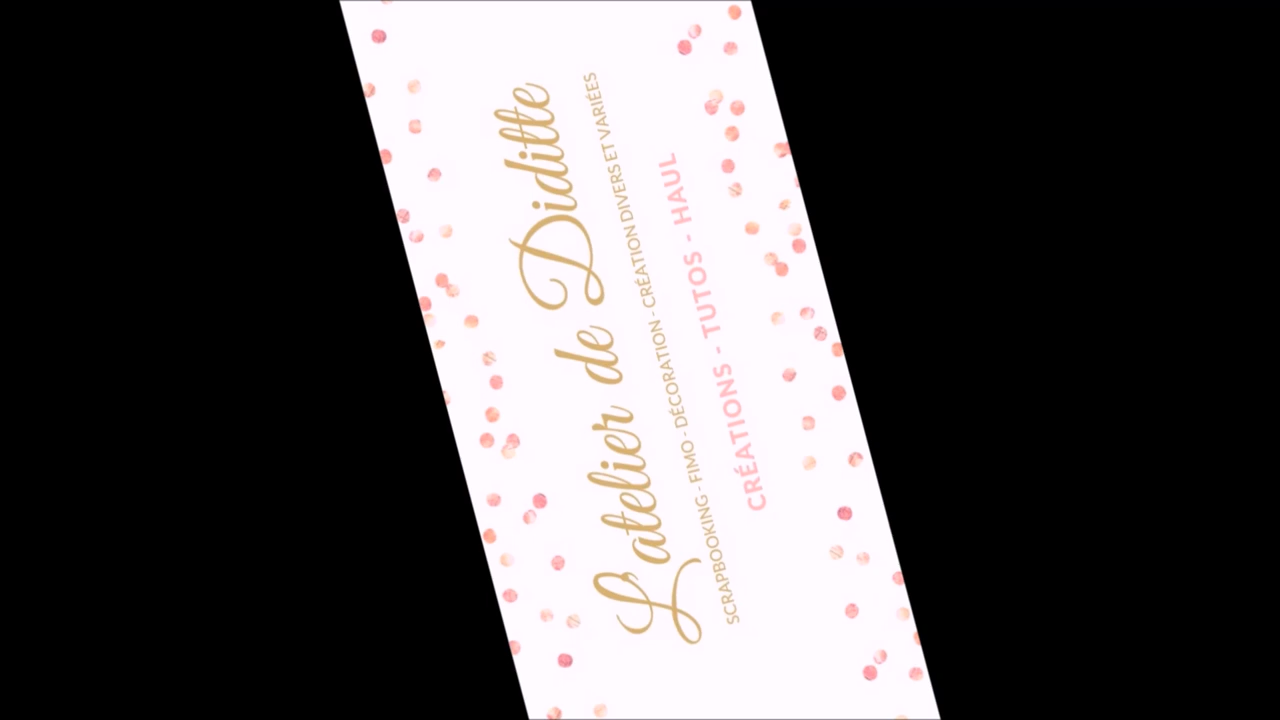 L'atelier de Diditte
SCRAPBOOKING - FIMO - DÉCORATION - CRÉATION DIVERS ET VARIÉES
CRÉATIONS - TUTOS - HAUL